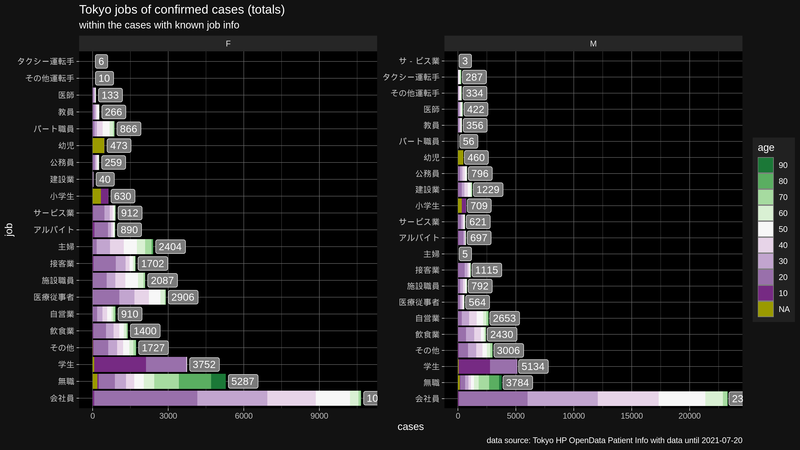 Tokyo jobs of confirmed cases (totals)
within the cases with known job info
F
タクシー運転手 6
その他運転手 10
医師 133
教員 266
パート職員 866
幼児 473
公務員 259
建設業 40
小学生 630
サービス業 912
アルバイト 890
主婦 2404
接客業 1702
施設職員 2087
医療従事者 2906
自営業 910
飲食業 1400
その他 1727
学生 3752
無職 5287
会社員 10
0 3000 6000 9000
M
サ - ビス業 3
タクシー運転手 287
その他運転手 334
医師 422
教員 356
パート職員 56
幼児 460
公務員 796
建設業 1229
小学生 709
サービス業 621
アルバイト 697
主婦 5
接客業 1115
施設職員 792
医療従事者 564
自営業 2653
飲食業 2430
その他 3006
学生 5134
無職 3784
会社員 23
0 5000 10000 15000 20000
job
cases
age
90
80
70
60
50
40
30
20
10
NA
data source: Tokyo HP OpenData Patient Info with data until 2021-07-20